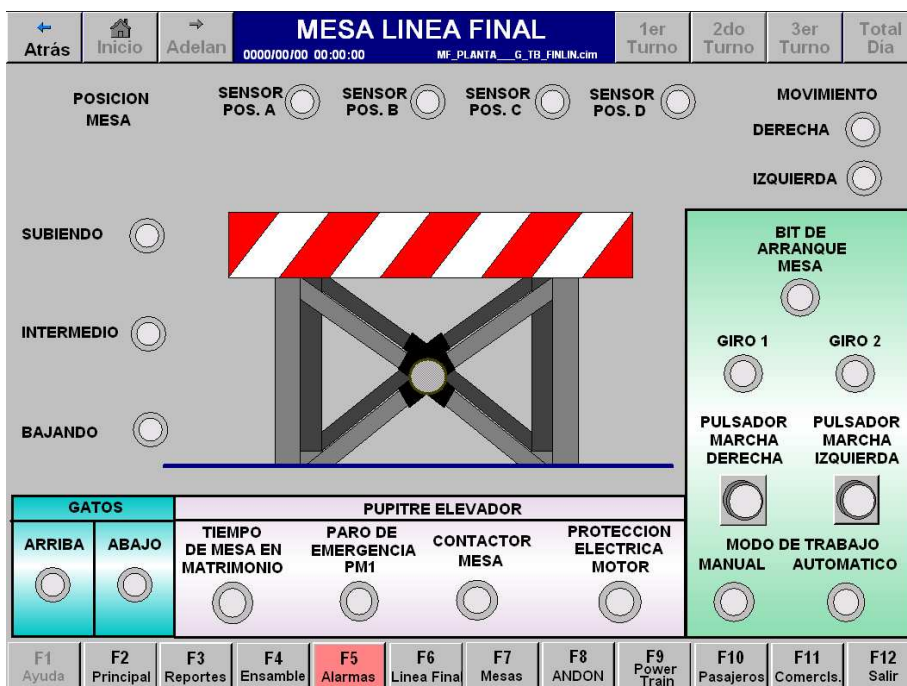 Atrás
Inicio
Adelan
MESA LINEA FINAL
0000/00/00 00:00:00
MF_PLANTA___G_TB_FINLIN.cim
1er
Turno
2do
Turno
3er
Turno
Total
Día
POSICION
MESA
SENSOR
POS. A
SENSOR
POS. B
SENSOR
POS. C
SENSOR
POS. D
MOVIMIENTO
DERECHA
IZQUIERDA
SUBIENDO
INTERMEDIO
BAJANDO
BIT DE
ARRANQUE
MESA
GIRO 1
GIRO 2
PULSADOR
MARCHA
DERECHA
PULSADOR
MARCHA
IZQUIERDA
MODO DE TRABAJO
MANUAL
AUTOMATICO
GATOS
ARRIBA
ABAJO
PUPITRE ELEVADOR
TIEMPO
DE MESA EN
MATRIMONIO
PARO DE
EMERGENCIA
PM1
CONTACTOR
MESA
PROTECCION
ELECTRICA
MOTOR
F1
Ayuda
F2
Principal
F3
Reportes
F4
Ensamble
F5
Alarmas
F6
Linea Final
F7
Mesas
F8
ANDON
F9
Power
Train
F10
Pasajeros
F11
Comercls.
F12
Salir